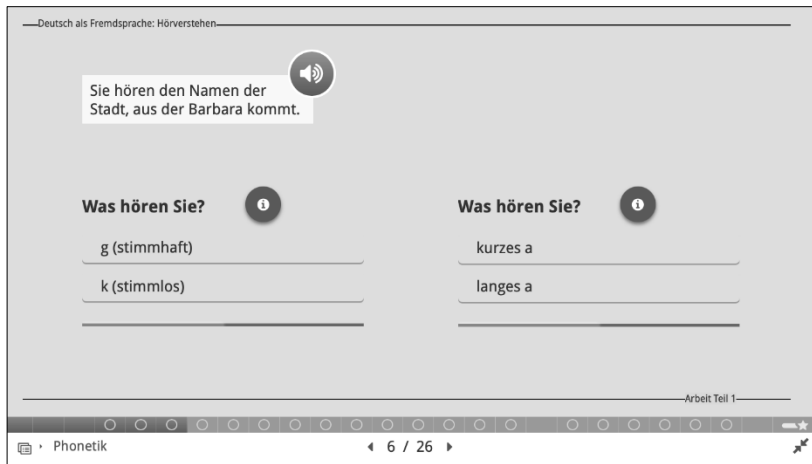 Deutsch als Fremdsprache: Hörverstehen
Sie hören den Namen der
Stadt, aus der Barbara kommt.
Was hören Sie?
g (stimmhaft)
k (stimmlos)
Was hören Sie?
kurzes a
langes a
Arbeit Teil 1
Phonetik
6 / 26